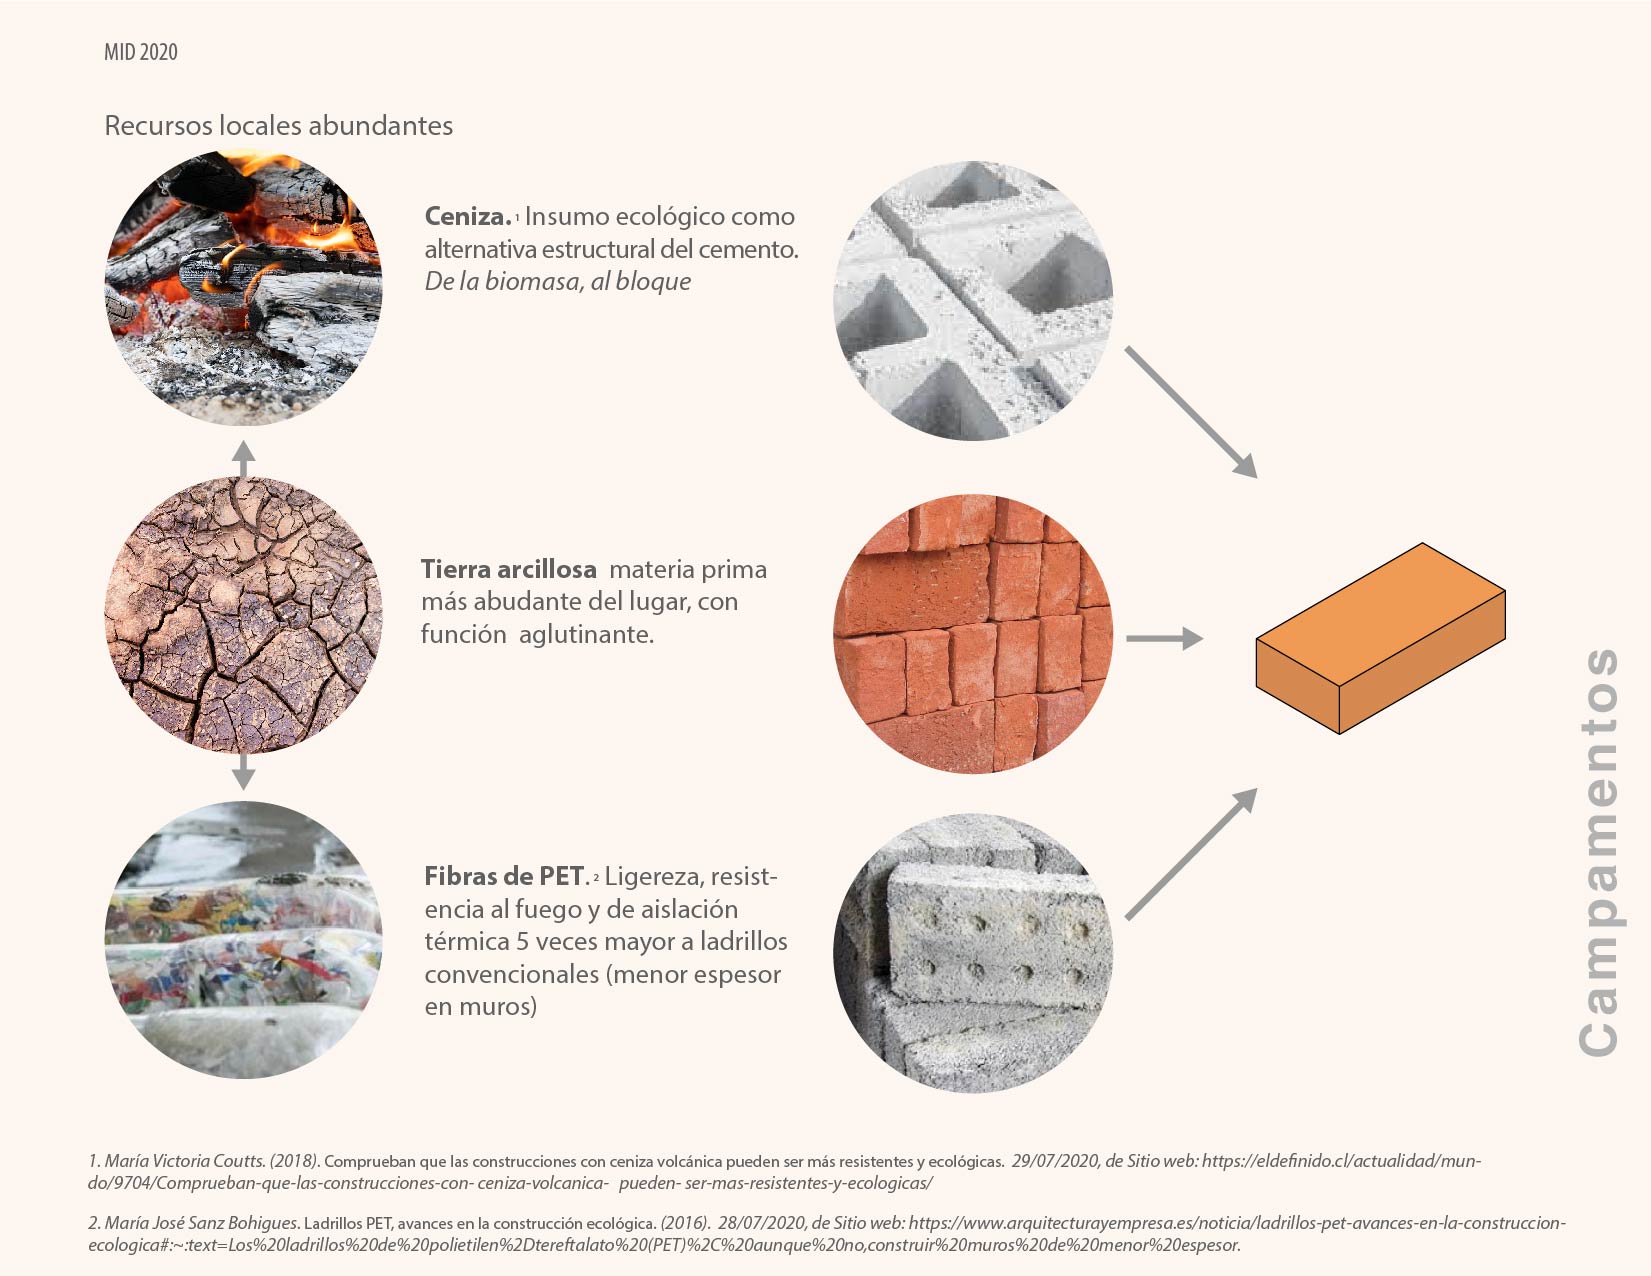 MID 2020
Recursos locales abundantes
Ceniza. 1 Insumo ecológico como
alternativa estructural del cemento.
De la biomasa, al bloque
Tierra arcillosa materia prima
más abudante del lugar, con
función aglutinante.
Fibras de PET. 2 Ligereza, resist-
encia al fuego y de aislación
térmica 5 veces mayor a ladrillos
convencionales (menor espesor
en muros)
Campamentos
1. María Victoria Coutts. (2018). Comprueban que las construcciones con ceniza volcánica pueden ser más resistentes y ecológicas. 29/07/2020, de Sitio web: https://eldefinido.cl/actualidad/mun-
do/9704/Comprueban-que-las-construcciones-con- ceniza-volcanica- pueden- ser-mas-resistentes-y-ecologicas/
2. María José Sanz Bohigues. Ladrillos PET, avances en la construcción ecológica. (2016). 28/07/2020, de Sitio web: https://www.arquitecturayempresa.es/noticia/ladrillos-pet-avances-en-la-construccion-
ecologica#:~:text=Los%20ladrillos%20de%20polietilen%2Dtereftalato%20(PET)%2C%20aunque%20no,construir%20muros%20de%20menor%20espesor.